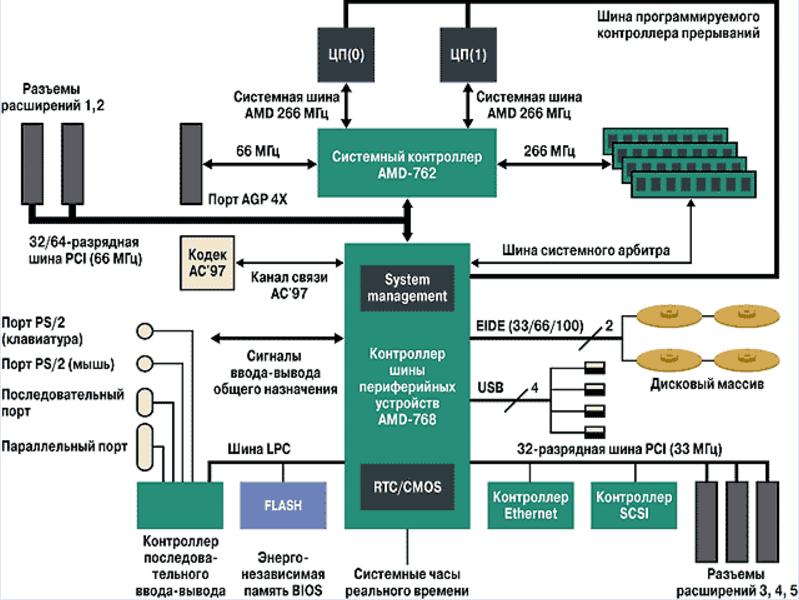 Шина программируемого
контроллера прерываний
ЦП(0)
ЦП(1)
Разъемы
расширений 1,2
Системная шина
AMD 266 МГц
Системная шина
AMD 266 МГц
66 МГц
Системный контроллер
AMD-762
266 МГц
Порт AGP 4X
32/64-разрядная
шина PCI (66 МГц)
Кодек
AC'97
Канал связи
AC'97
Шина системного арбитра
System
management
Порт PS/2
(клавиатура)
Порт PS/2 (мышь)
Последовательный
порт
Параллельный порт
Сигналы
ввода-вывода
общего назначения
Контроллер
шины
периферийных
устройств
AMD-768
EIDE (33/66/100)
2
Дисковый массив
USB
4
Шина LPC
32-разрядная шина PCI (33 МГц)
FLASH
RTC/CMOS
Контроллер
Ethernet
Контроллер
SCSI
Контроллер
последова-
тельного
ввода-вывода
Энерго-
независимая
память BIOS
Системные часы
реального времени
Разъемы
расширений 3, 4, 5